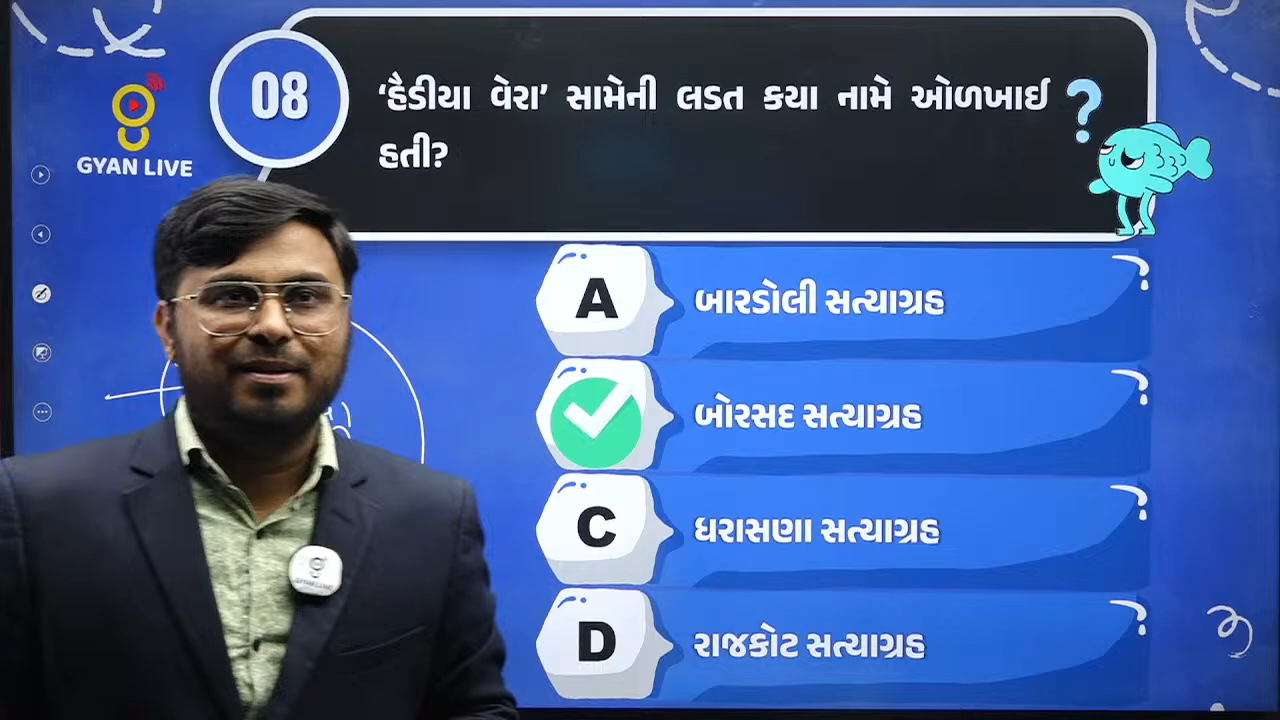 08
‘હૈડીયા વેરા’ સામેની લડત કયા નામે ઓળખાઈ
હતી?
?
GYAN LIVE
A
બારડોલી સત્યાગ્રહ
બોરસદ સત્યાગ્રહ
C
ધરાસણા સત્યાગ્રહ
D
રાજકોટ સત્યાગ્રહ